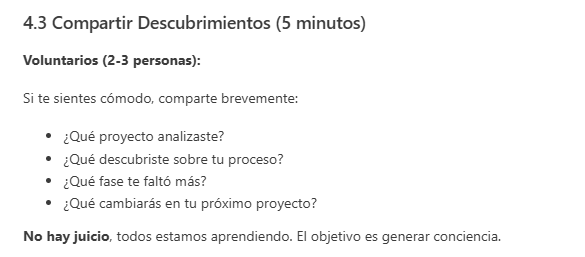 4.3 Compartir Descubrimientos (5 minutos)
Voluntarios (2-3 personas):
Si te sientes cómodo, comparte brevemente:
• ¿Qué proyecto analizaste?
• ¿Qué descubriste sobre tu proceso?
• ¿Qué fase te faltó más?
• ¿Qué cambiarás en tu próximo proyecto?
No hay juicio, todos estamos aprendiendo. El objetivo es generar conciencia.